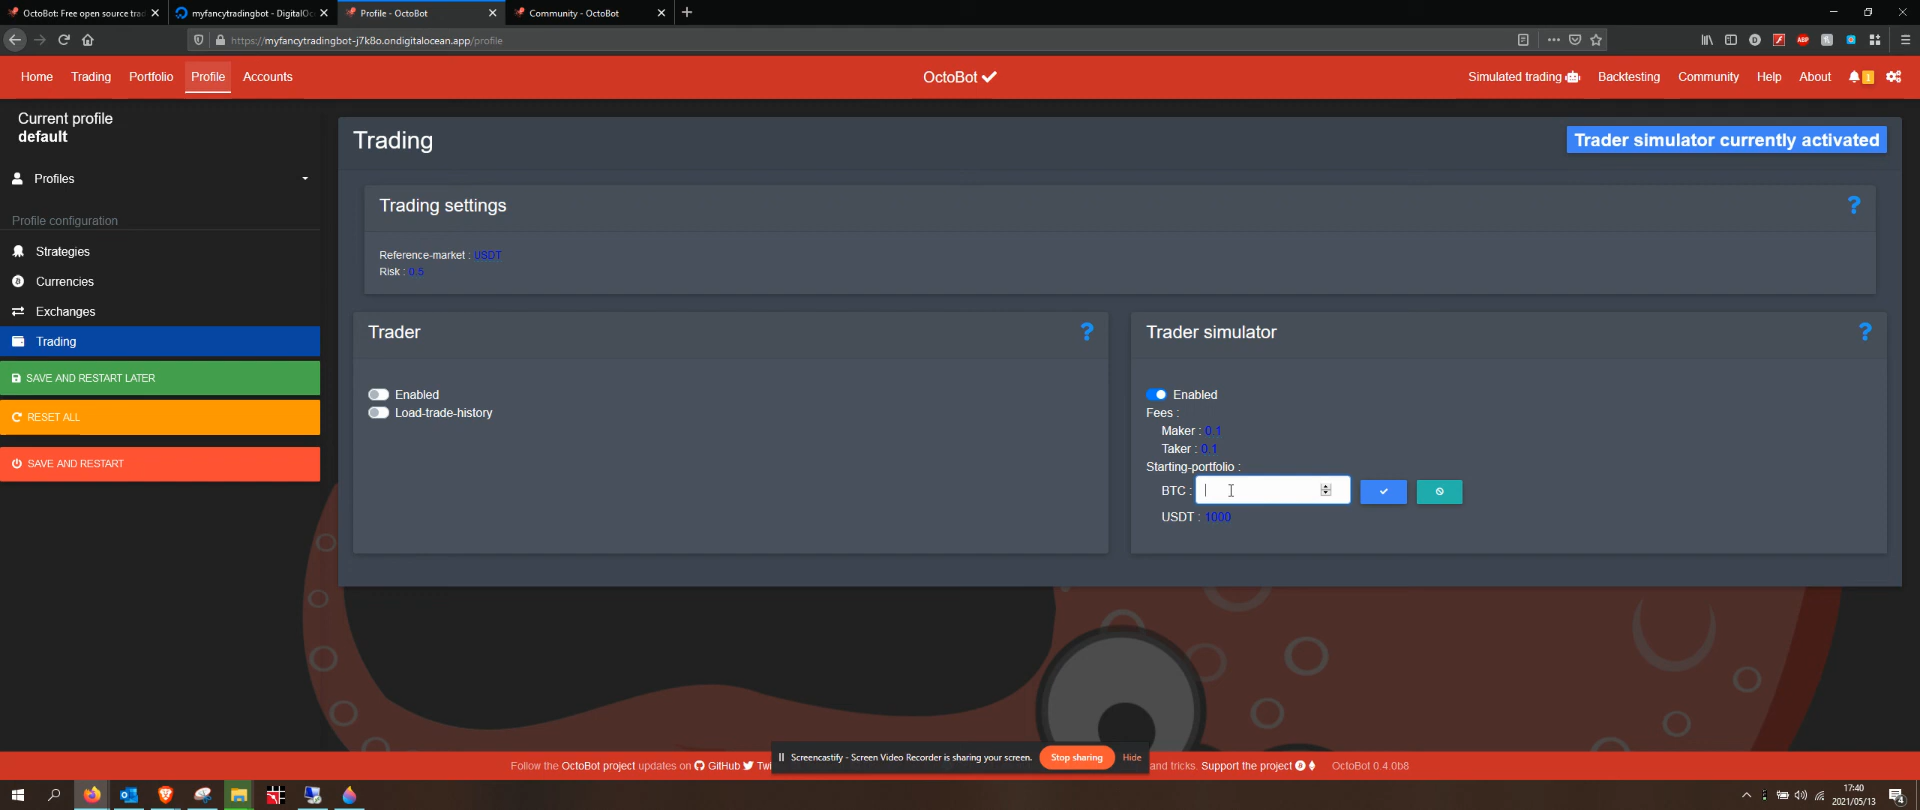 OctoBot: Free open source trad
myfancytradingbot - DigitalOc
Profile - OctoBot
Community - OctoBot
https://myfancytradingbot-j7k8o.ondigitalocean.app/profile
ABP
Home Trading Portfolio Profile Accounts
OctoBot
Simulated trading Backtesting Community Help About 1
Current profile
default
Profiles
Profile configuration
Strategies
Currencies
Exchanges
Trading
SAVE AND RESTART LATER
RESET ALL
SAVE AND RESTART
Trading
Trader simulator currently activated
Trading settings
?
Reference-market : USDT
Risk : 0.5
Trader
?
Enabled
Load-trade-history
Trader simulator
?
Enabled
Fees :
Maker : 0.1
Taker : 0.1
Starting-portfolio :
BTC :
USDT : 1000
Follow the OctoBot project updates on GitHub Twi
Screencastify - Screen Video Recorder is sharing your screen. Stop sharing Hide
and tricks. Support the project
OctoBot 0.4.0b8
17:40
2021/05/13
4